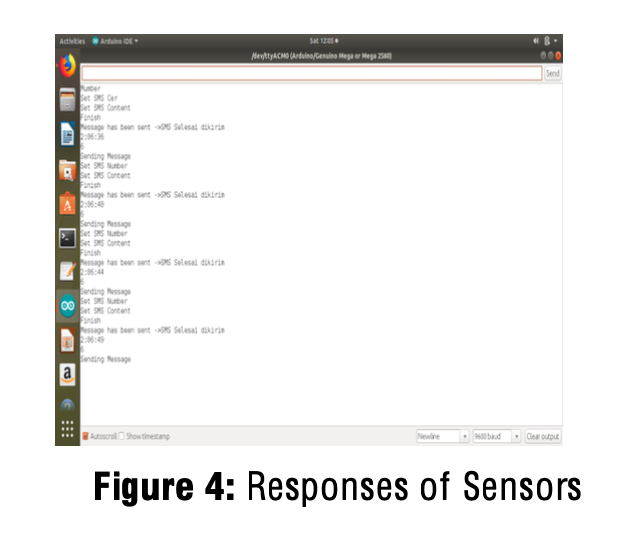 Activities Arduino IDE Sat 12:05
/dev/ttyACM0 (Arduino/Genuino Mega or Mega 2560)
Send
Number
Set SMS Cer
Set SMS Content
Finish
Message has been sent ->SMS Selesai dikirim
2:06:36
6
Sending Message
Set SMS Number
Set SMS Content
Finish
Message has been sent ->SMS Selesai dikirim
2:06:40
6
Sending Message
Set SMS Number
Set SMS Content
Finish
Message has been sent ->SMS Selesai dikirim
2:06:44
6
Sending Message
Set SMS Number
Set SMS Content
Finish
Message has been sent ->SMS Selesai dikirim
2:06:49
6
Sending Message
Autoscroll Show timestamp Newline 9600 baud Clear output
Figure 4: Responses of Sensors